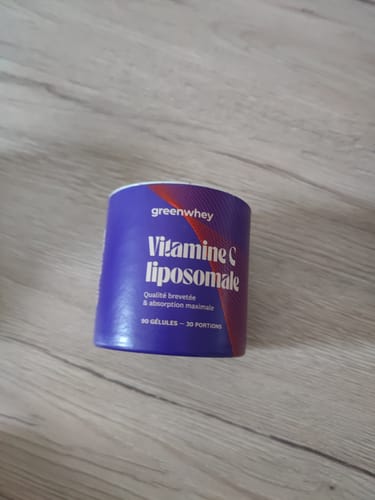 greenwhey
Vitamine C
liposomale
Qualité brevetée
& absorption maximale
90 GÉLULES — 30 PORTIONS